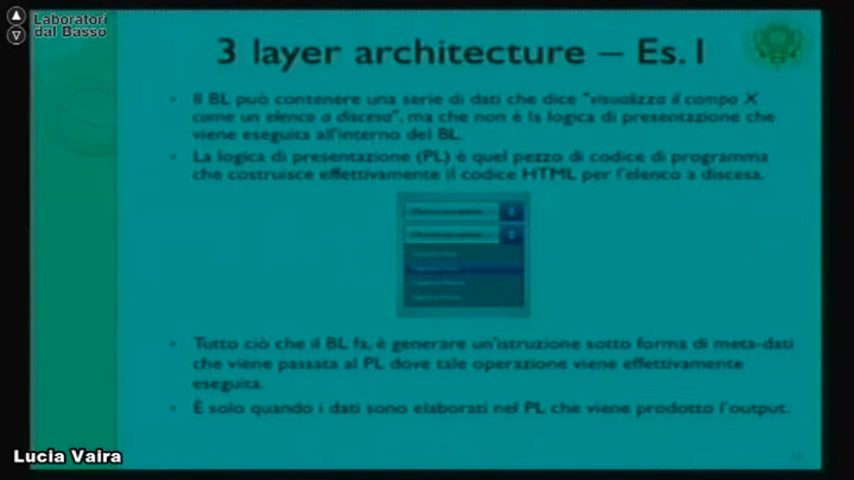 Laboratori
dal Basso
3 layer architecture – Es.1
Il BL può contenere una serie di dati che dice "visualizza il campo X
come un elenco a discesa", ma che non è la logica di presentazione che
viene eseguita all'interno del BL.
La logica di presentazione (PL) è quel pezzo di codice di programma
che costruisce effettivamente il codice HTML per l'elenco a discesa.
Tutto ciò che il BL fa, è generare un'istruzione sotto forma di meta-dati
che viene passata al PL dove tale operazione viene effettivamente
eseguita.
È solo quando i dati sono elaborati nel PL che viene prodotto l'output.
Lucia Vaira